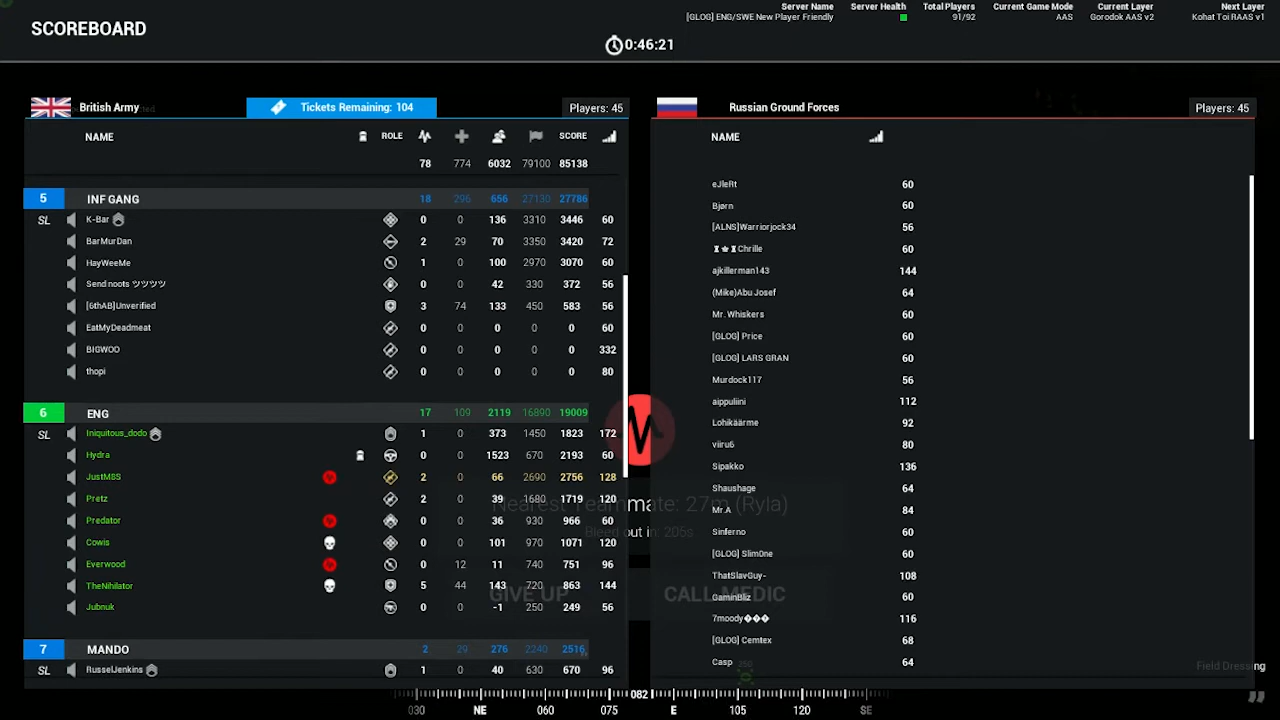 SCOREBOARD
Server Name Server Health Total Players Current Game Mode Current Layer Next Layer
[GLOG] ENG/SWE New Player Friendly 91/92 AAS Gorodok AAS v2 Kohat Toi RAAS v1
0:46:21
British Army Tickets Remaining: 104 Players: 45
NAME ROLE SCORE
78 774 6032 79100 85138
5 INF GANG 18 296 656 27130 27786
SL K-Bar 0 0 136 3310 3446 60
BarMurDan 2 29 70 3350 3420 72
HayWeeMe 1 0 100 2970 3070 60
Send noots ツツツツ 0 0 42 330 372 56
[6thAB]Unverified 3 74 133 450 583 56
EatMyDeadmeat 0 0 0 0 0 60
BIGWOO 0 0 0 0 0 332
thopi 0 0 0 0 0 80
6 ENG 17 109 2119 16890 19009
SL Iniquitous_dodo 1 0 373 1450 1823 172
Hydra 0 0 1523 670 2193 60
JustM8S 2 0 66 2690 2756 128
Pretz 2 0 39 1680 1719 120
Predator 0 0 36 930 966 60
Cowis 0 0 101 970 1071 120
Everwood 0 12 11 740 751 96
TheNihilator 5 44 143 720 863 144
Jubnuk 0 0 -1 250 249 56
7 MANDO 2 29 276 2240 2516
SL RusselJenkins 1 0 40 630 670 96
Russian Ground Forces Players: 45
NAME
eJleRt 60
Bjørn 60
[ALNS]Warriorjock34 56
♜★♜Chrille 60
ajkillerman143 144
(Mike)Abu Josef 64
Mr. Whiskers 60
[GLOG] Price 60
[GLOG] LARS GRAN 60
Murdock117 56
aippuliini 112
Lohikäärme 92
viiru6 80
Sipakko 136
Shaushage 64
Mr.A 84
Sinferno 60
[GLOG] Slim0ne 60
ThatSlavGuy- 108
GaminBliz 60
7moody��� 116
[GLOG] Cemtex 68
Casp 64
Nearest Teammate: 27m (Ryla)
Bleed out in: 205s
GIVE UP CALL MEDIC
250
Field Dressing
082
030 NE 060 075 E 105 120 SE